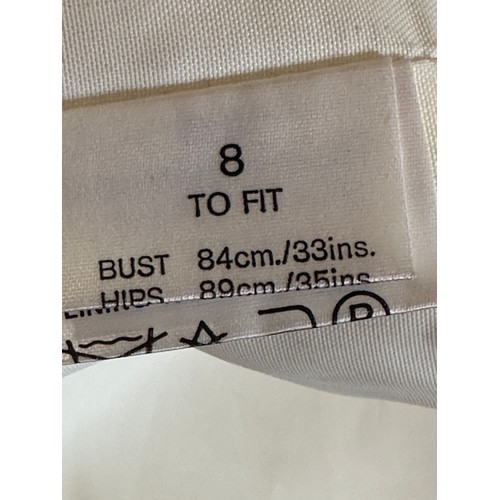 8
TO FIT
BUST 84cm./33ins.
HIPS 89cm./35ins.
P